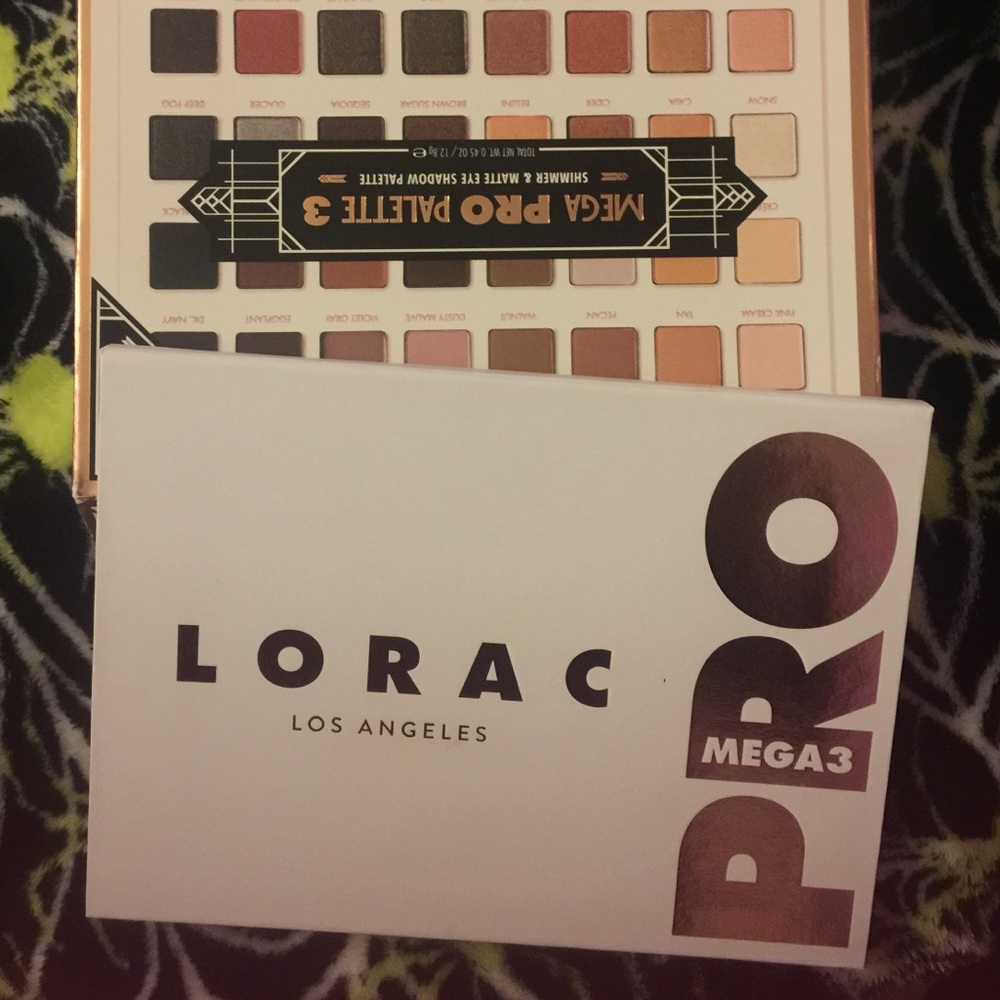 DEEP FOG GLACIER SEQUOIA BROWN SUGAR BELLINI CIDER CAVA SNOW
TOTAL NET WT. 0.45 OZ / 12.8g e
SHIMMER & MATTE EYE SHADOW PALETTE
MEGA PRO PALETTE 3
BLACK
DK. NAVY EGGPLANT VIOLET GRAY DUSTY MAUVE WALNUT PECAN TAN PINK CREAM
LORAC
LOS ANGELES
PRO
MEGA3